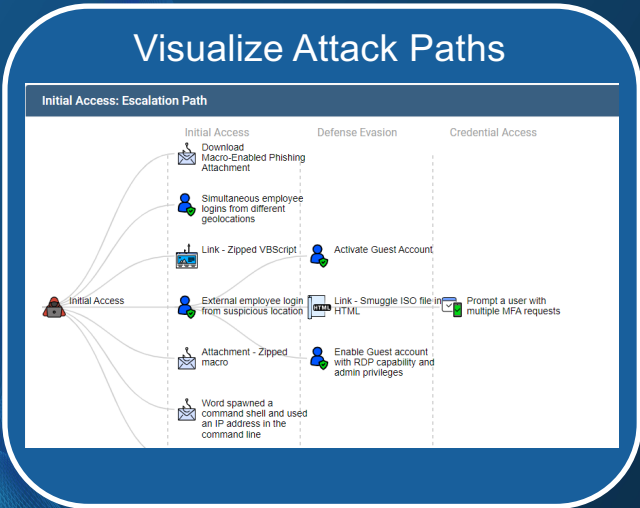 Visualize Attack Paths
Initial Access: Escalation Path
Initial Access
Defense Evasion
Credential Access
Download
Macro-Enabled Phishing
Attachment
Simultaneous employee
logins from different
geolocations
Link - Zipped VBScript
Activate Guest Account
Initial Access
External employee login
from suspicious location
HTML
Link - Smuggle ISO file in
HTML
Prompt a user with
multiple MFA requests
Attachment - Zipped
macro
Enable Guest account
with RDP capability and
admin privileges
Word spawned a
command shell and used
an IP address in the
command line